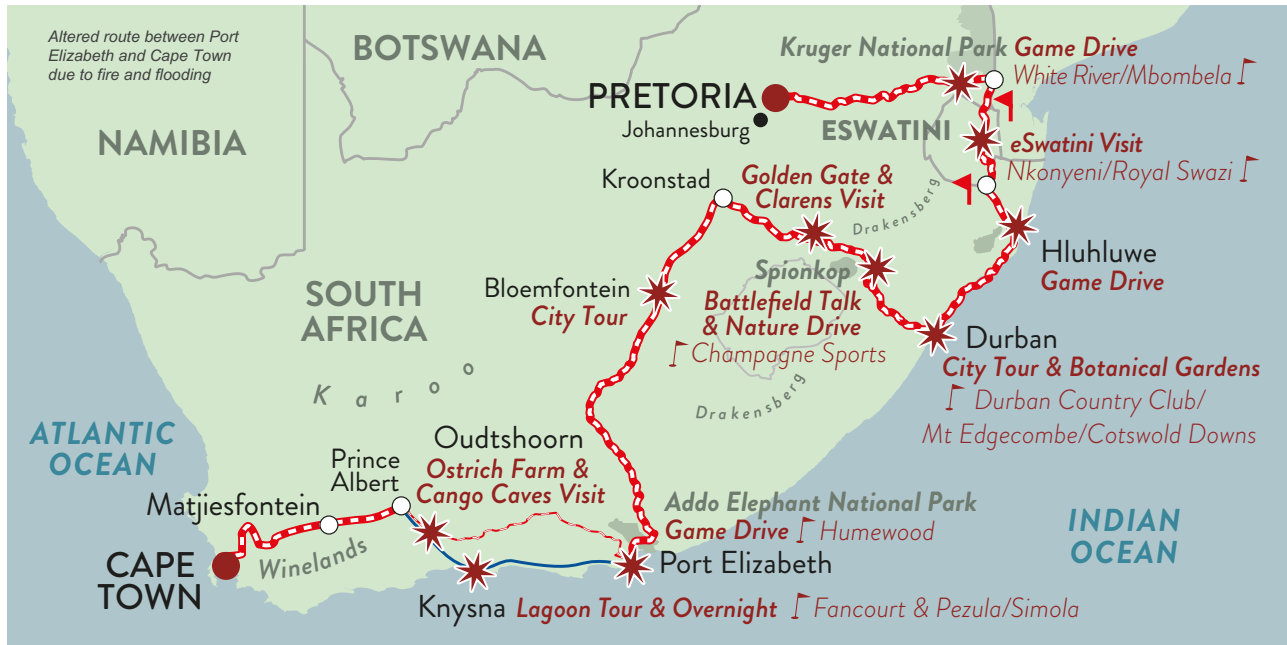 Altered route between Port
Elizabeth and Cape Town
due to fire and flooding
BOTSWANA
NAMIBIA
Kruger National Park Game Drive
White River/Mbombela
PRETORIA
Johannesburg
ESWATINI
eSwatini Visit
Nkonyeni/Royal Swazi
Kroonstad
Golden Gate &
Clarens Visit
Drakensberg
Hluhluwe
Game Drive
SOUTH
AFRICA
Bloemfontein
City Tour
Spionkop
Battlefield Talk
& Nature Drive
Champagne Sports
Durban
City Tour & Botanical Gardens
Durban Country Club/
Mt Edgecombe/Cotswold Downs
Karoo
Drakensberg
ATLANTIC
OCEAN
Oudtshoorn
Ostrich Farm &
Cango Caves Visit
Prince
Albert
Matjiesfontein
Addo Elephant National Park
Game Drive Humewood
Port Elizabeth
INDIAN
OCEAN
Winelands
CAPE
TOWN
Knysna Lagoon Tour & Overnight Fancourt & Pezula/Simola